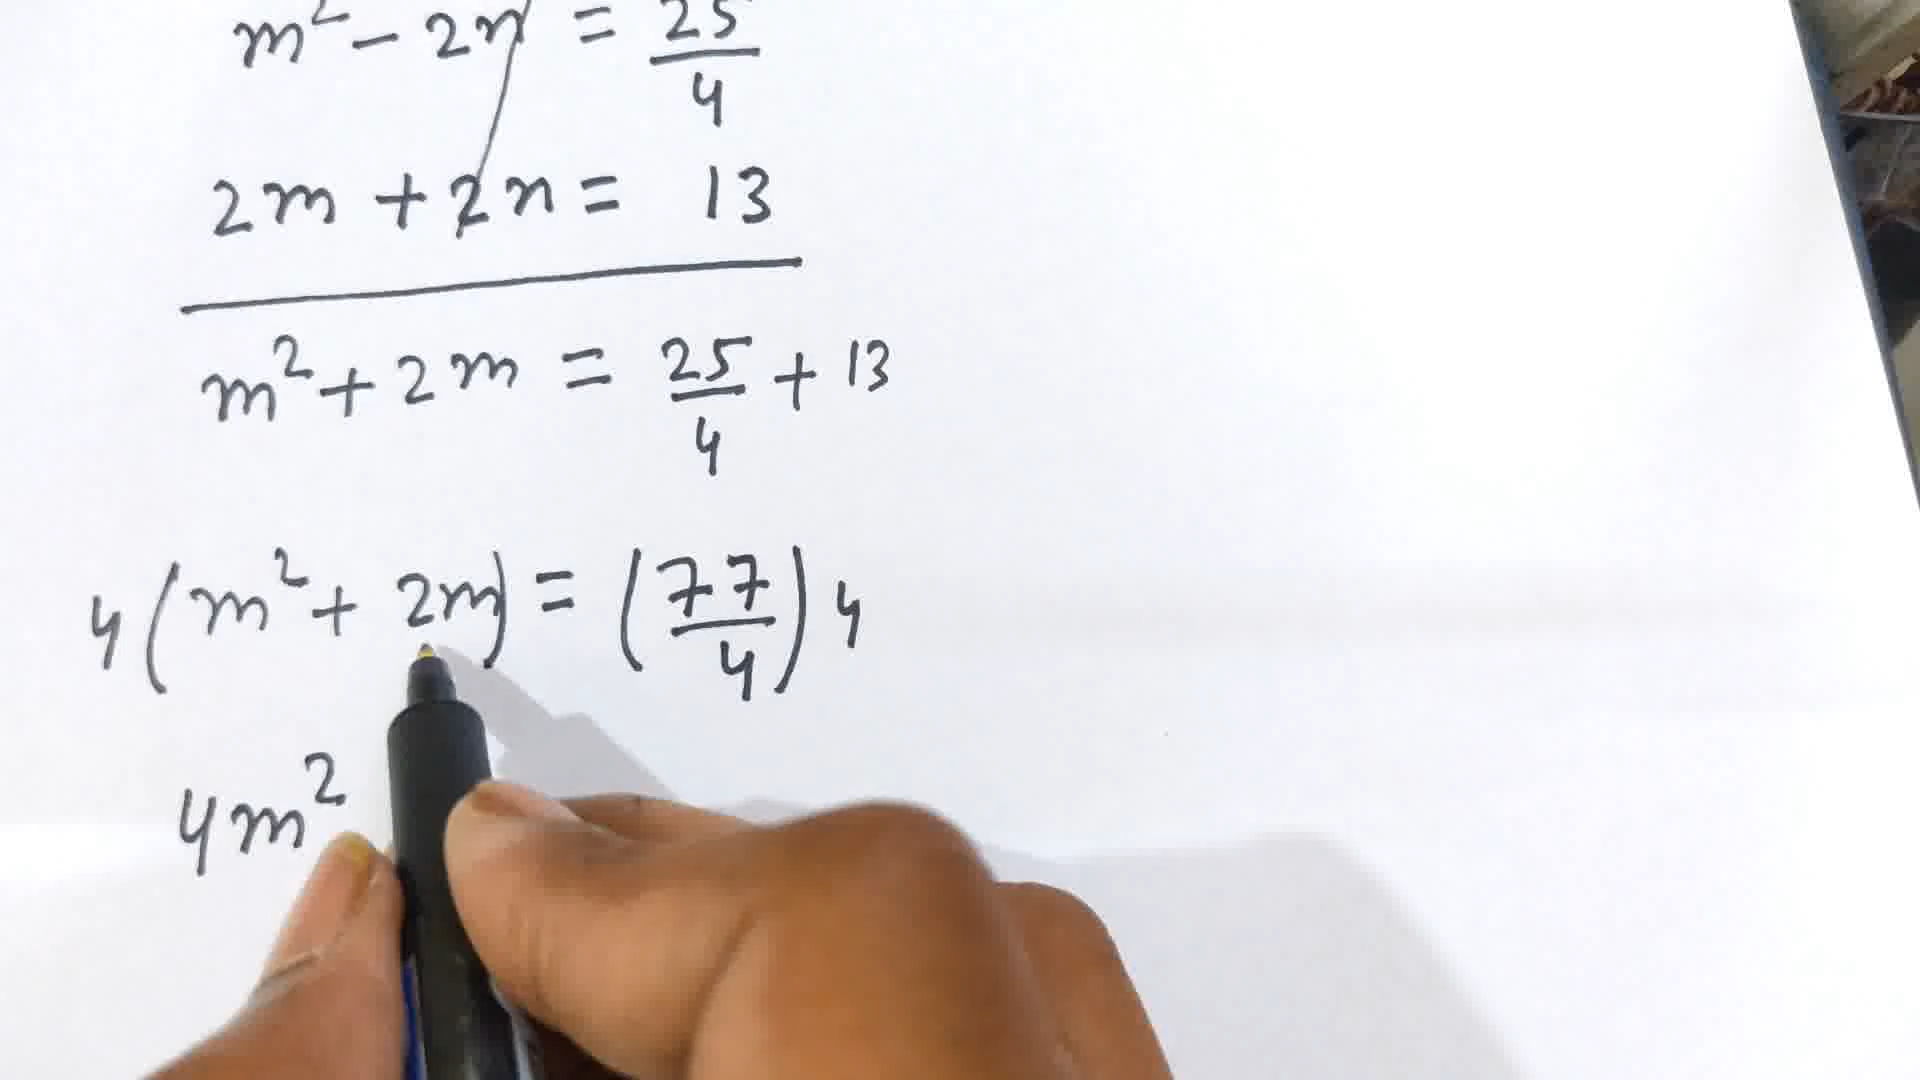 m² - 2n = 25/4
2m + 2n = 13
m² + 2m = 25/4 + 13
4(m² + 2m) = (77/4)4
4m²